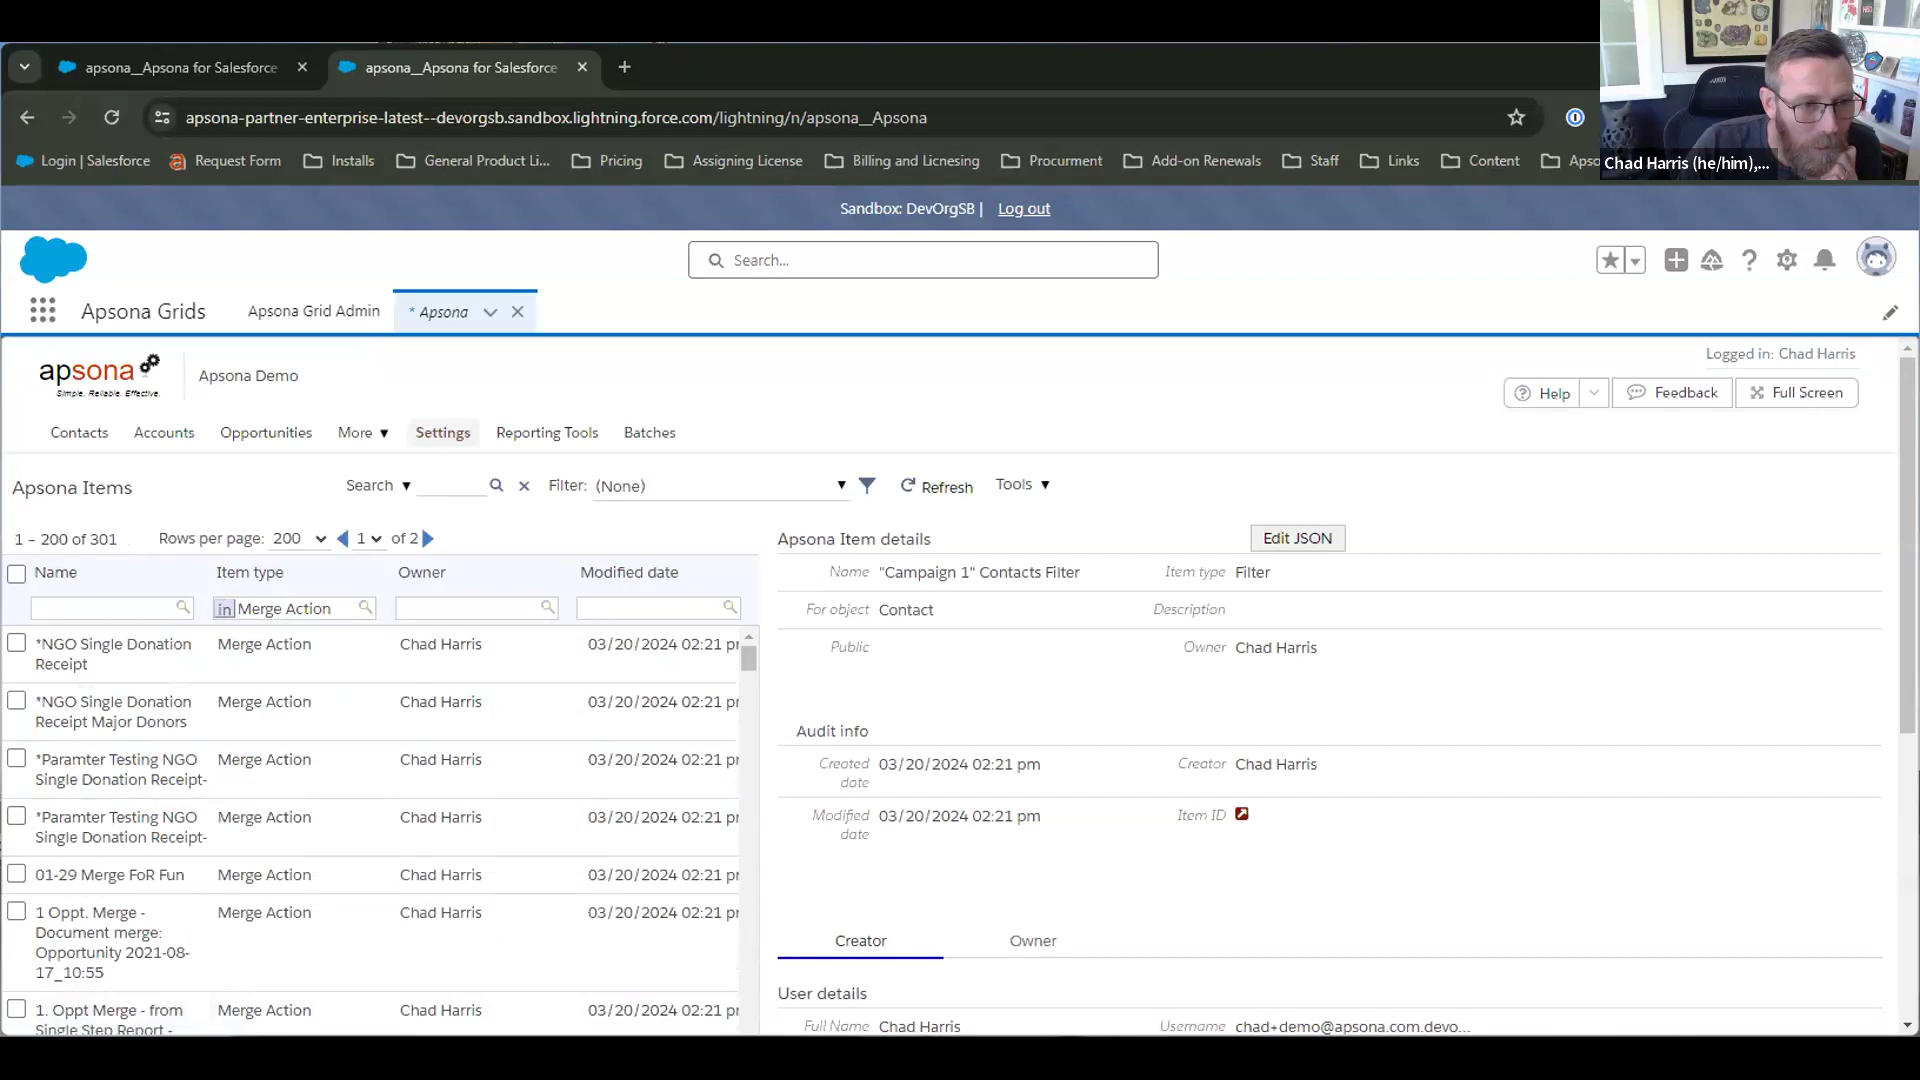 apsona__Apsona for Salesforce
apsona__Apsona for Salesforce
apsona-partner-enterprise-latest--devorgsb.sandbox.lightning.force.com/lightning/n/apsona__Apsona
Login | Salesforce
Request Form
Installs
General Product Li...
Pricing
Assigning License
Billing and Licnesing
Procurment
Add-on Renewals
Staff
Links
Content
Apso
Chad Harris (he/him),...
Sandbox: DevOrgSB |
Log out
Search...
Apsona Grids
Apsona Grid Admin
* Apsona
Logged in: Chad Harris
apsona
Simple. Reliable. Effective.
Apsona Demo
Help
Feedback
Full Screen
Contacts
Accounts
Opportunities
More
Settings
Reporting Tools
Batches
Apsona Items
Search
Filter: (None)
Refresh
Tools
1 – 200 of 301
Rows per page: 200
1
of 2
Name
Item type
Owner
Modified date
in
Merge Action
*NGO Single Donation
Receipt
Merge Action
Chad Harris
03/20/2024 02:21 pr
*NGO Single Donation
Receipt Major Donors
Merge Action
Chad Harris
03/20/2024 02:21 pr
*Paramter Testing NGO
Single Donation Receipt-
Merge Action
Chad Harris
03/20/2024 02:21 pr
*Paramter Testing NGO
Single Donation Receipt-
Merge Action
Chad Harris
03/20/2024 02:21 pr
01-29 Merge FoR Fun
Merge Action
Chad Harris
03/20/2024 02:21 pr
1 Oppt. Merge -
Document merge:
Opportunity 2021-08-
17_10:55
Merge Action
Chad Harris
03/20/2024 02:21 pr
1. Oppt Merge - from
Single Step Report -
Merge Action
Chad Harris
03/20/2024 02:21 pr
Apsona Item details
Edit JSON
Name
"Campaign 1" Contacts Filter
Item type
Filter
For object
Contact
Description
Public
Owner
Chad Harris
Audit info
Created
date
03/20/2024 02:21 pm
Creator
Chad Harris
Modified
date
03/20/2024 02:21 pm
Item ID
Creator
Owner
User details
Full Name
Chad Harris
Username
chad+demo@apsona.com.devo...